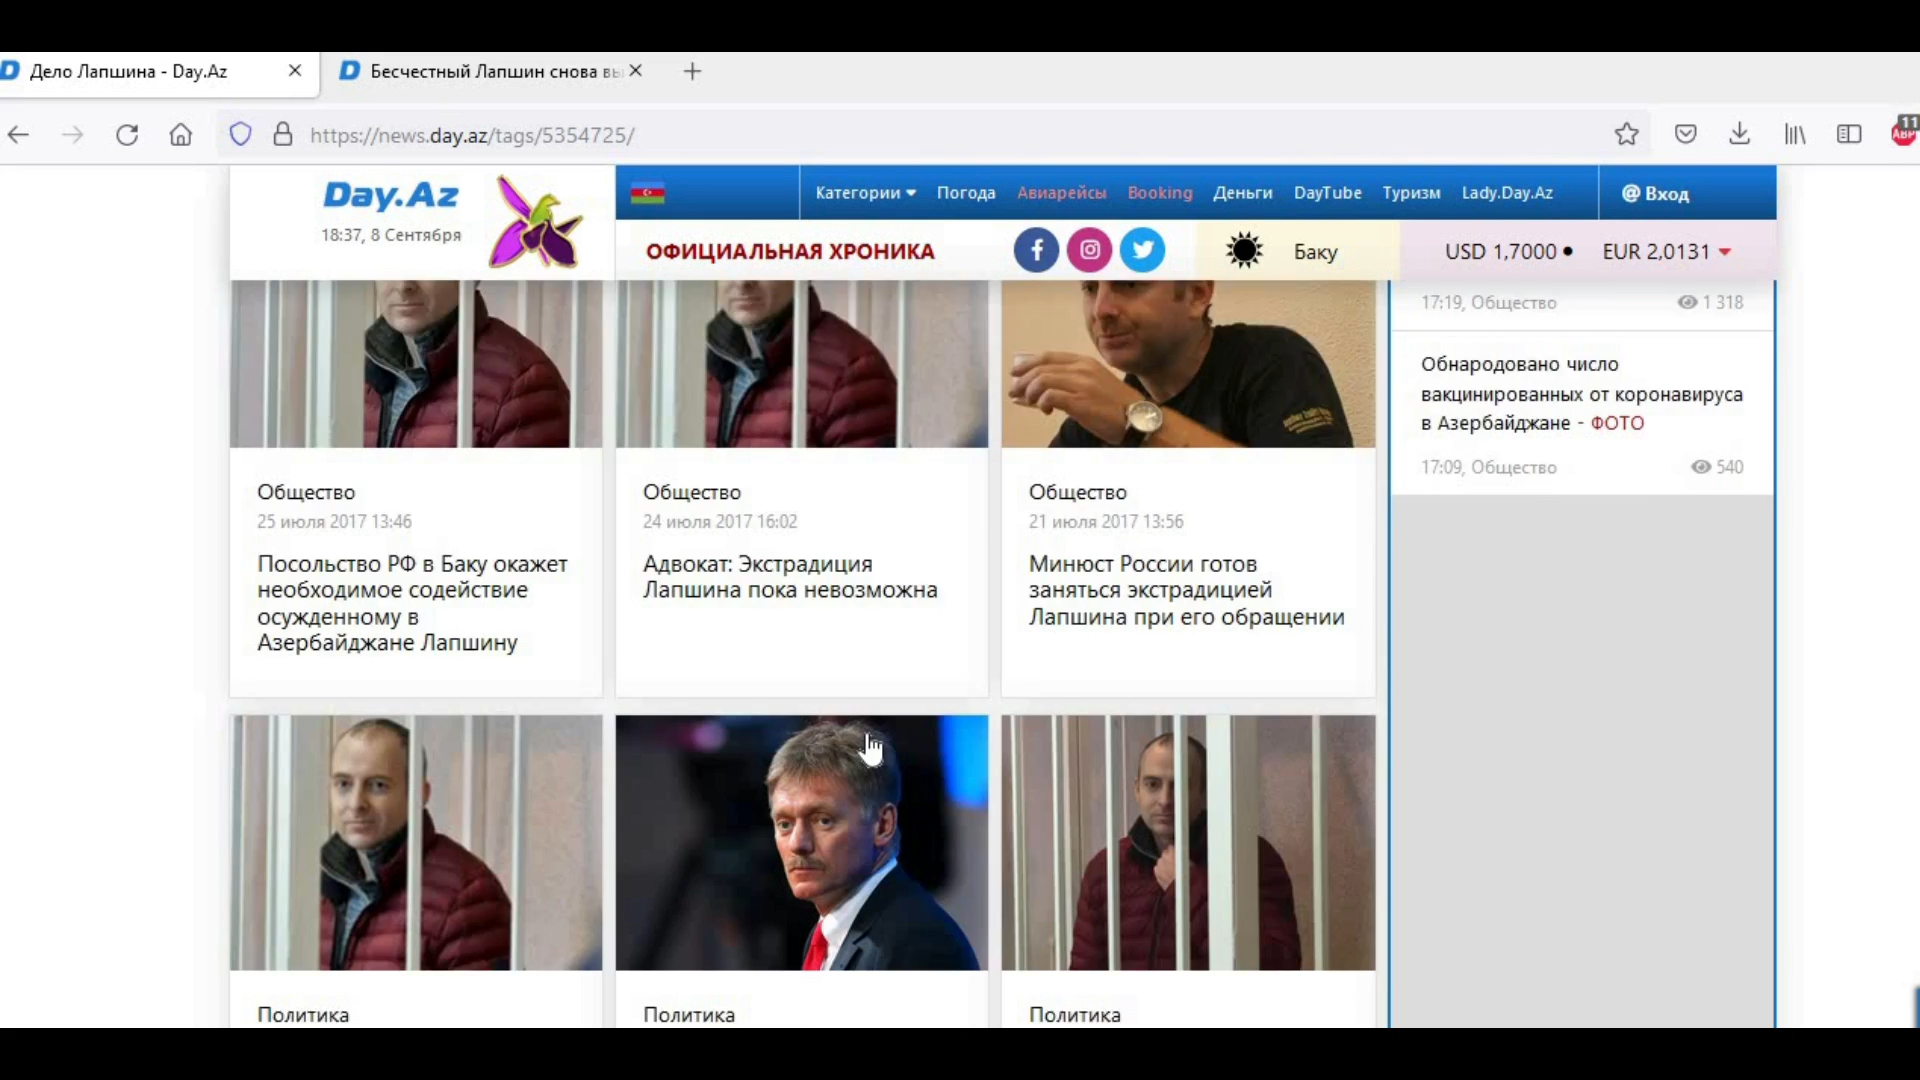 Дело Лапшина - Day.Az
Бесчестный Лапшин снова вы
https://news.day.az/tags/5354725/
11
ABP
Day.Az
18:37, 8 Сентября
Категории
Погода
Авиарейсы
Booking
Деньги
DayTube
Туризм
Lady.Day.Az
@ Вход
ОФИЦИАЛЬНАЯ ХРОНИКА
Баку
USD 1,7000
EUR 2,0131
17:19, Общество
1 318
Обнародовано число
вакцинированных от коронавируса
в Азербайджане - ФОТО
17:09, Общество
540
Общество
25 июля 2017 13:46
Посольство РФ в Баку окажет
необходимое содействие
осужденному в
Азербайджане Лапшину
Общество
24 июля 2017 16:02
Адвокат: Экстрадиция
Лапшина пока невозможна
Общество
21 июля 2017 13:56
Минюст России готов
заняться экстрадицией
Лапшина при его обращении
Политика
Политика
Политика